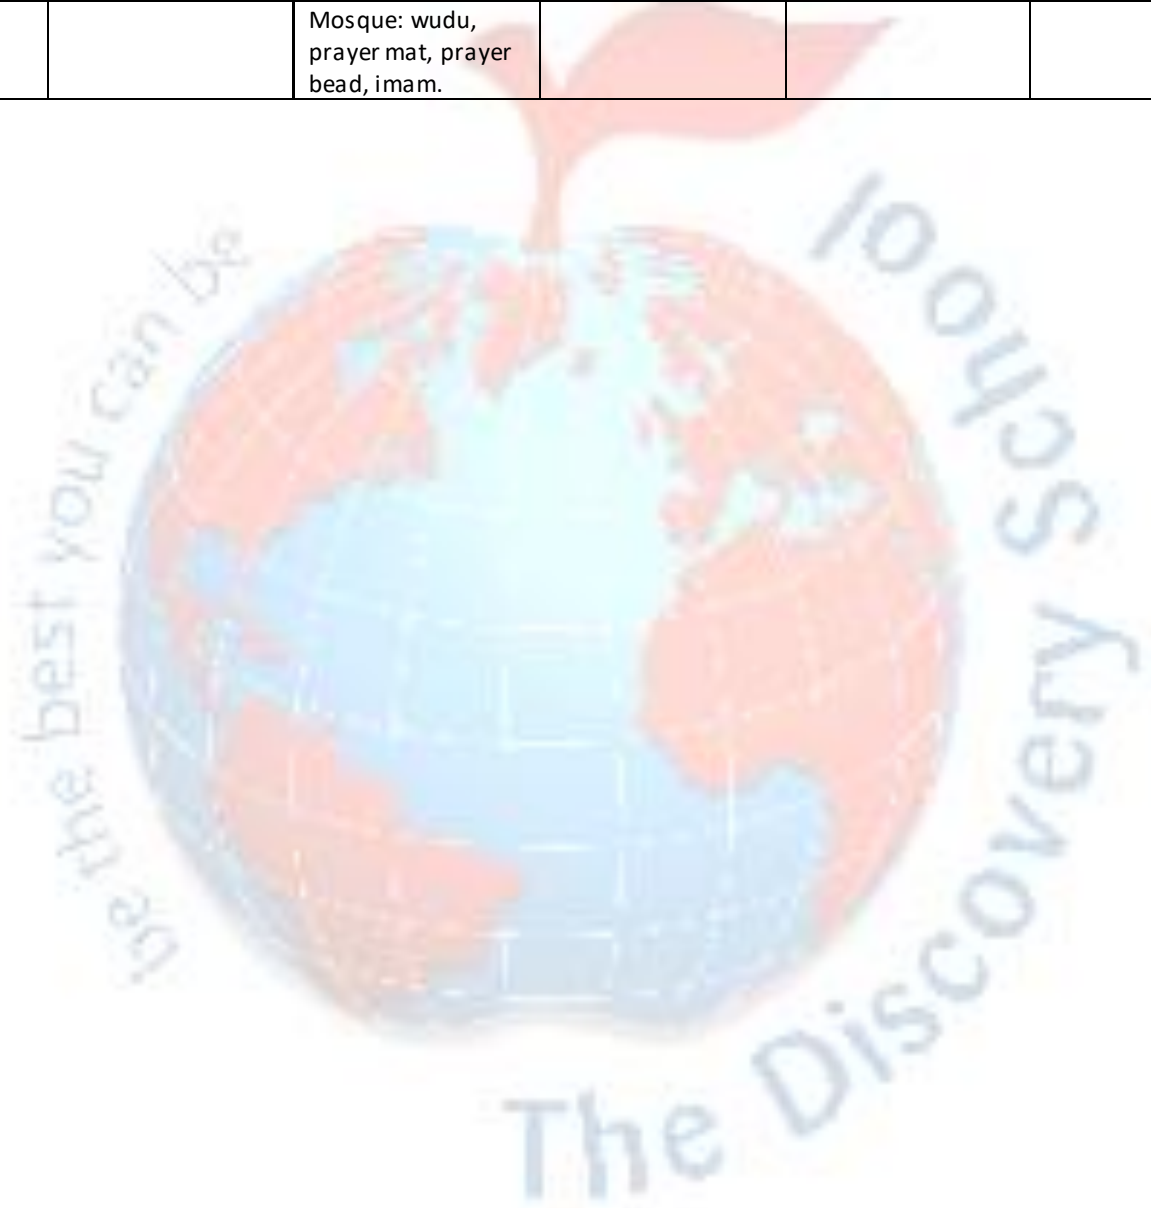 Mosque: wudu,
prayer mat, prayer
bead, imam.
be the best you can be
The Discovery School